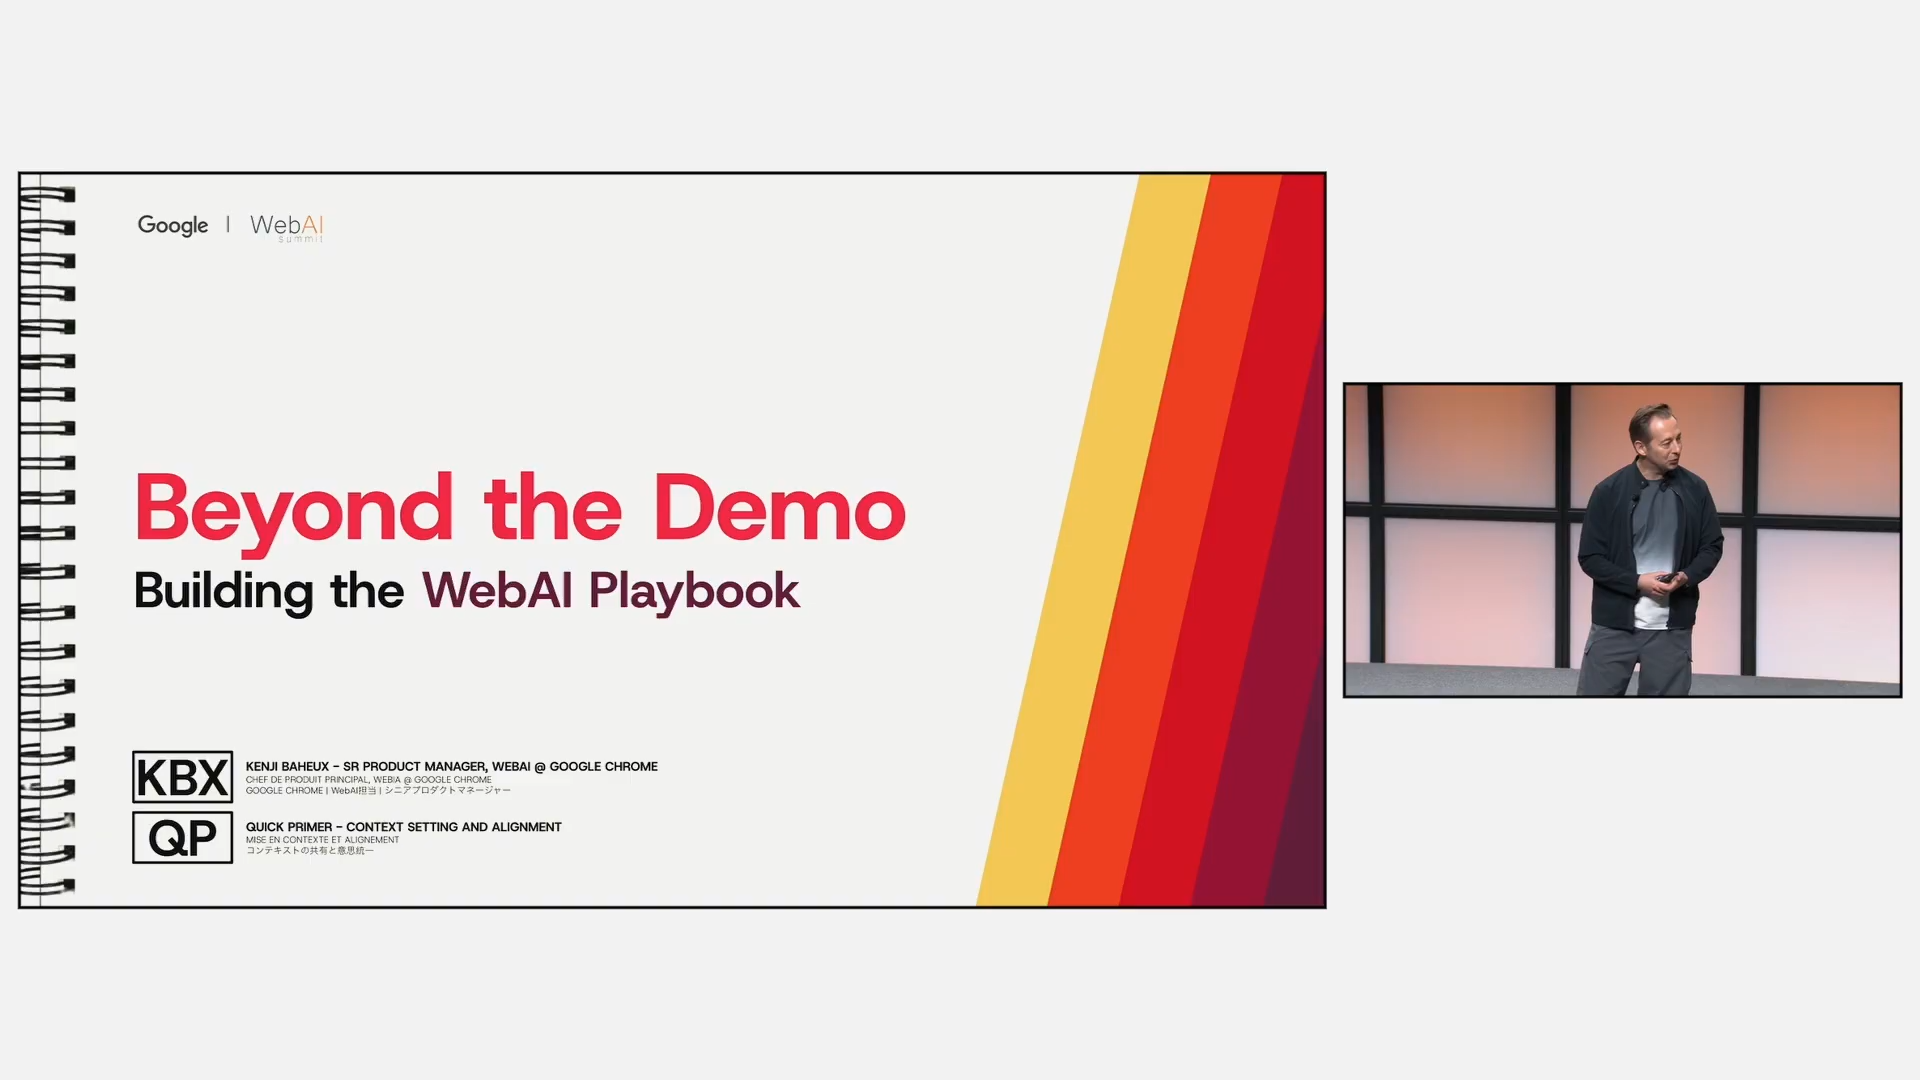 Google | WebAI
summit
Beyond the Demo
Building the WebAI Playbook
KBX
KENJI BAHEUX – SR PRODUCT MANAGER, WEBAI @ GOOGLE CHROME
CHEF DE PRODUIT PRINCIPAL, WEBIA @ GOOGLE CHROME
GOOGLE CHROME | WebAI担当 | シニアプロダクトマネージャー
QP
QUICK PRIMER – CONTEXT SETTING AND ALIGNMENT
MISE EN CONTEXTE ET ALIGNEMENT
コンテキストの共有と意思統一